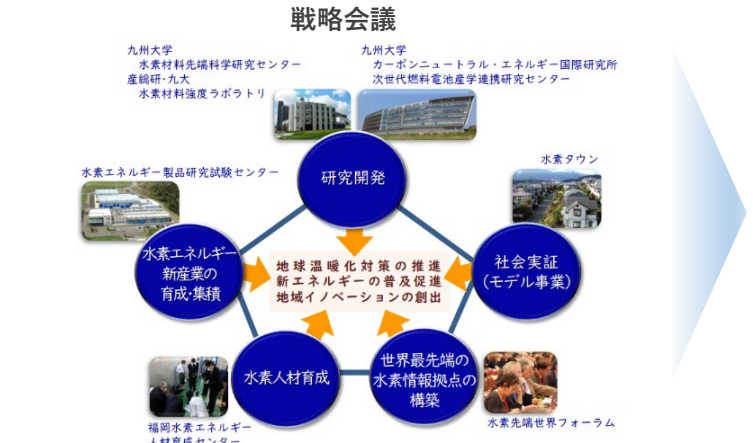 戦略会議
九州大学
水素材料先端科学研究センター
産総研・九大
水素材料強度ラボラトリ
九州大学
カーボンニュートラル・エネルギー国際研究所
次世代燃料電池産学連携研究センター
研究開発
水素エネルギー製品研究試験センター
水素タウン
水素エネルギー
新産業の
育成・集積
地球温暖化対策の推進
新エネルギーの普及促進
地域イノベーションの創出
社会実証
(モデル事業)
水素人材育成
世界最先端の
水素情報拠点の
構築
福岡水素エネルギー
人材育成センター
水素先端世界フォーラム